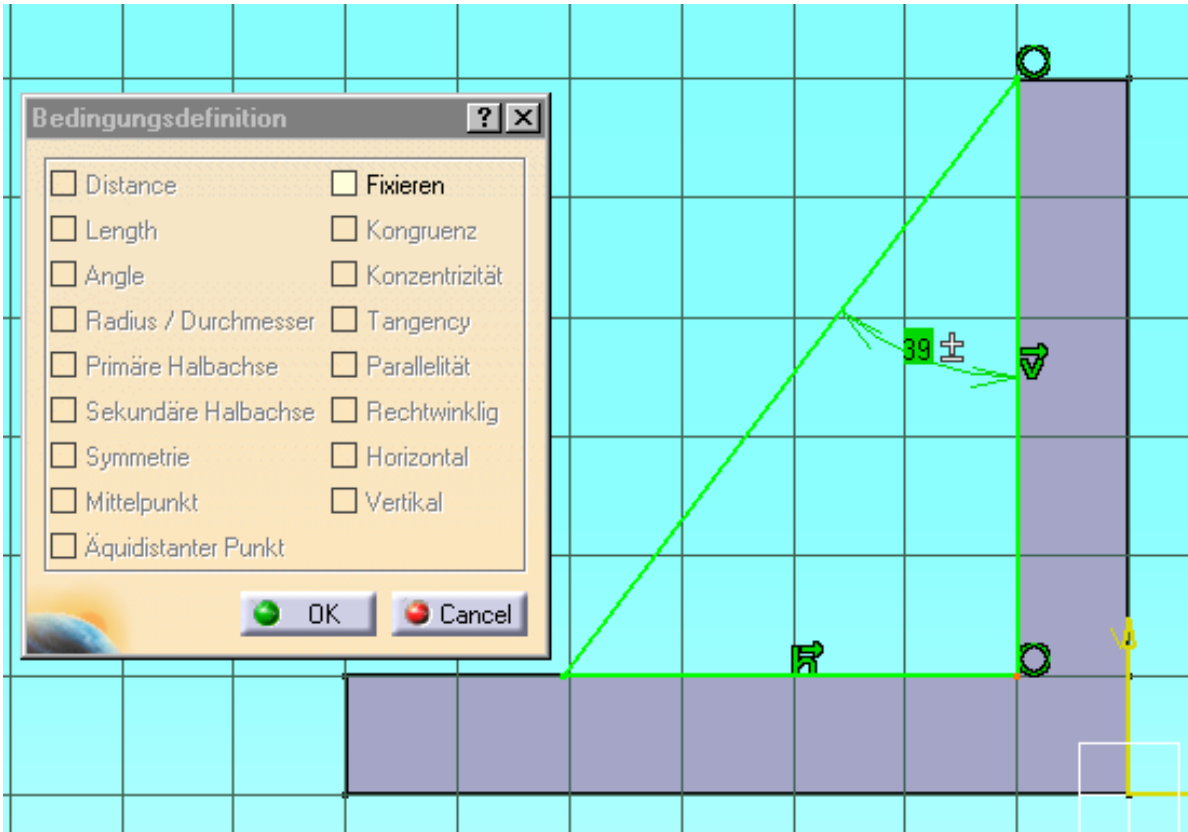 Bedingungsdefinition
Distance
Fixieren
Length
Kongruenz
Angle
Konzentrizität
Radius / Durchmesser
Tangency
Primäre Halbachse
Parallelität
Sekundäre Halbachse
Rechtwinklig
Symmetrie
Horizontal
Mittelpunkt
Vertikal
Äquidistanter Punkt
OK
Cancel
39 ±
V
H